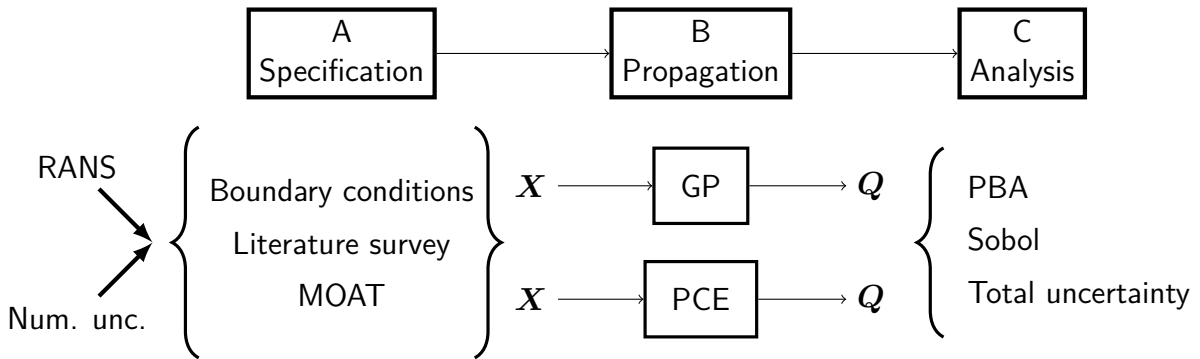 A
Specification
B
Propagation
C
Analysis
RANS
Num. unc.
Boundary conditions
Literature survey
MOAT
X
GP
Q
X
PCE
Q
PBA
Sobol
Total uncertainty